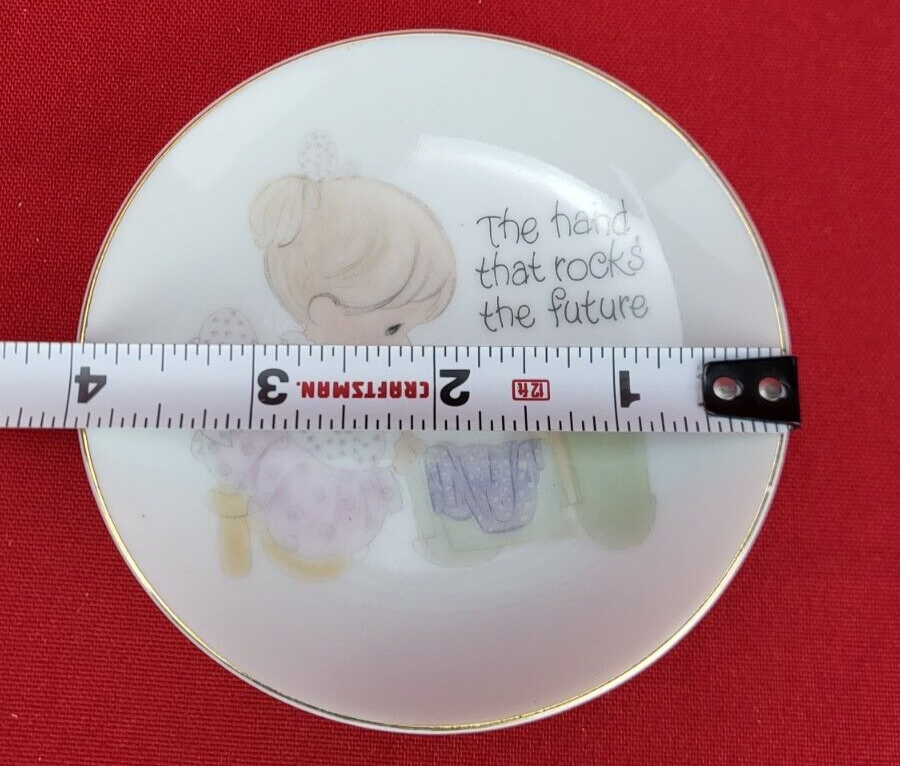 The hand
that rocks
the future
4 3 CRAFTSMAN. 2 12ft 1